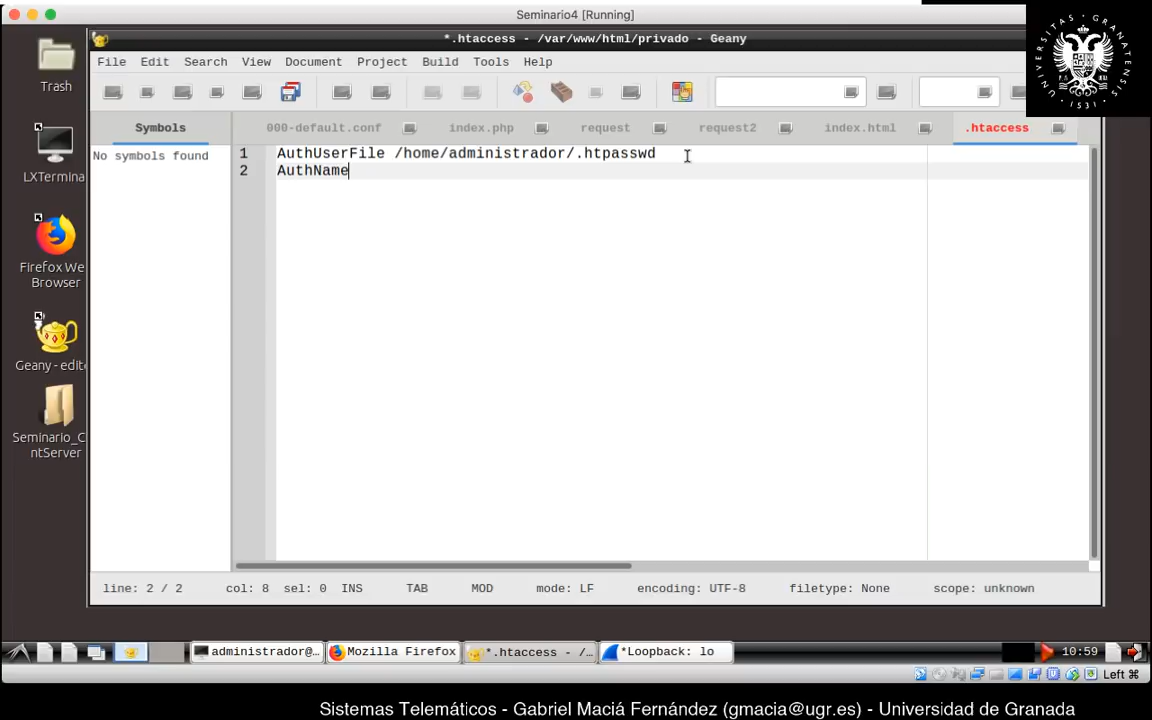 Seminario4 [Running]
*.htaccess - /var/www/html/privado - Geany
UNIVERSITAS GRANATENSIS 1531
File Edit Search View Document Project Build Tools Help
Trash
LXTermina
Firefox We
Browser
Geany - edit
Seminario_C
ntServer
Symbols
No symbols found
000-default.conf index.php request request2 index.html .htaccess
1 AuthUserFile /home/administrador/.htpasswd
2 AuthName
line: 2 / 2 col: 8 sel: 0 INS TAB MOD mode: LF encoding: UTF-8 filetype: None scope: unknown
administrador@... Mozilla Firefox *.htaccess - /... *Loopback: lo 10:59
Left ⌘
Sistemas Telemáticos - Gabriel Maciá Fernández (gmacia@ugr.es) - Universidad de Granada